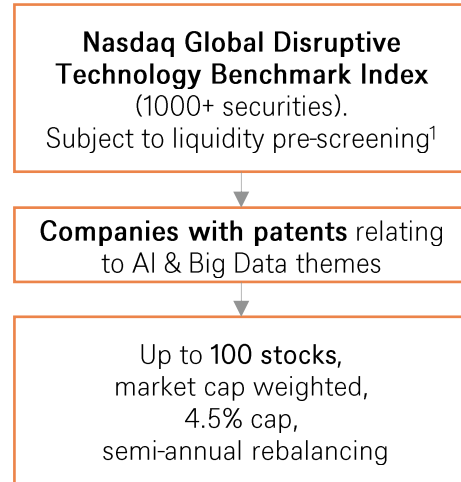 Nasdaq Global Disruptive
Technology Benchmark Index
(1000+ securities).
Subject to liquidity pre-screening¹
Companies with patents relating
to AI & Big Data themes
Up to 100 stocks,
market cap weighted,
4.5% cap,
semi-annual rebalancing